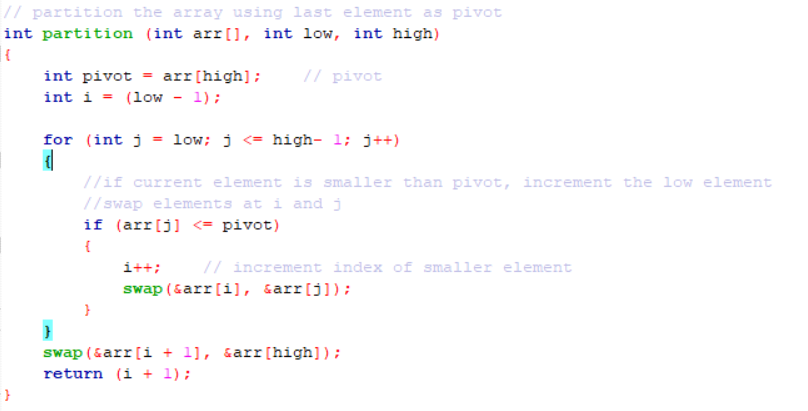 // partition the array using last element as pivot
int partition (int arr[], int low, int high)
{
    int pivot = arr[high];    // pivot
    int i = (low - 1);
    for (int j = low; j <= high- 1; j++)
    {
        //if current element is smaller than pivot, increment the low element
        //swap elements at i and j
        if (arr[j] <= pivot)
        {
            i++;    // increment index of smaller element
            swap(&arr[i], &arr[j]);
        }
    }
    swap(&arr[i + 1], &arr[high]);
    return (i + 1);
}